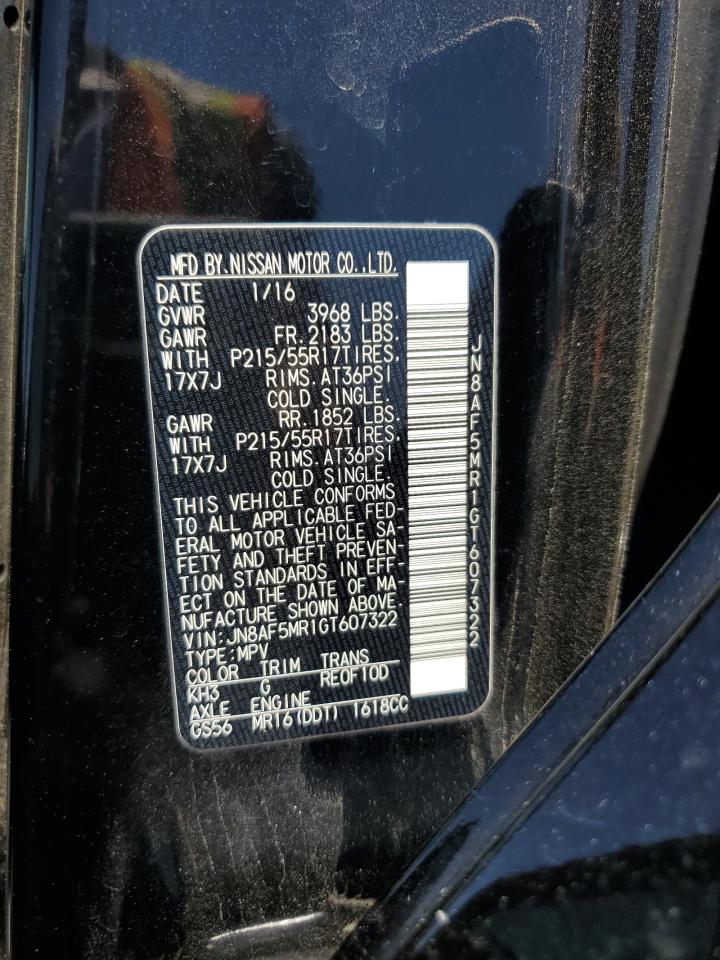 MFD BY.NISSAN MOTOR CO.,LTD.
DATE 1/16
GVWR 3968 LBS.
GAWR FR.2183 LBS.
WITH P215/55R17TIRES,
17X7J RIMS.AT36PSI
COLD SINGLE.
GAWR RR.1852 LBS.
WITH P215/55R17TIRES,
17X7J RIMS.AT36PSI
COLD SINGLE.
THIS VEHICLE CONFORMS
TO ALL APPLICABLE FED-
ERAL MOTOR VEHICLE SA-
FETY AND THEFT PREVEN-
TION STANDARDS IN EFF-
ECT ON THE DATE OF MA-
NUFACTURE SHOWN ABOVE.
VIN:JN8AF5MR1GT607322
TYPE:MPV
COLOR TRIM TRANS
KH3 G REOFTOD
AXLE ENGINE
GS56 MR16(DDT) 1618CC
JN8AF5MR1GT607322